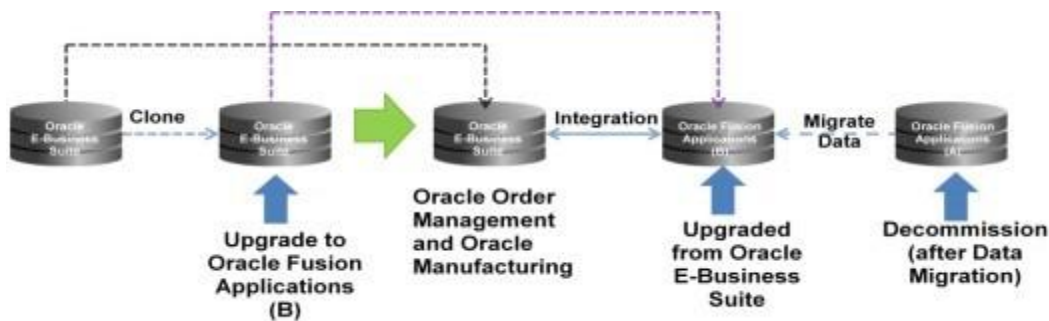 Oracle
E-Business
Suite
Clone
Oracle
E-Business
Suite
Oracle
E-Business
Suite
Integration
Oracle Fusion
Applications
(B)
Migrate
Data
Oracle Fusion
Applications
(A)
Upgrade to
Oracle Fusion
Applications
(B)
Oracle Order
Management
and Oracle
Manufacturing
Upgraded
from Oracle
E-Business
Suite
Decommission
(after Data
Migration)